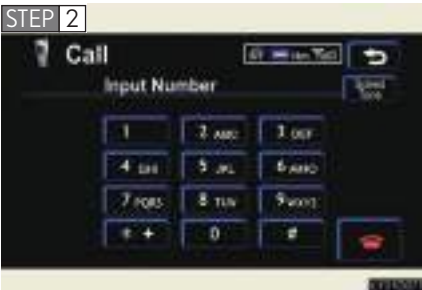 STEP 2
Call
Input Number
1 2 ABC 3 DEF
4 GHI 5 JKL 6 MNO
7 PQRS 8 TUV 9 WXYZ
* + 0 #